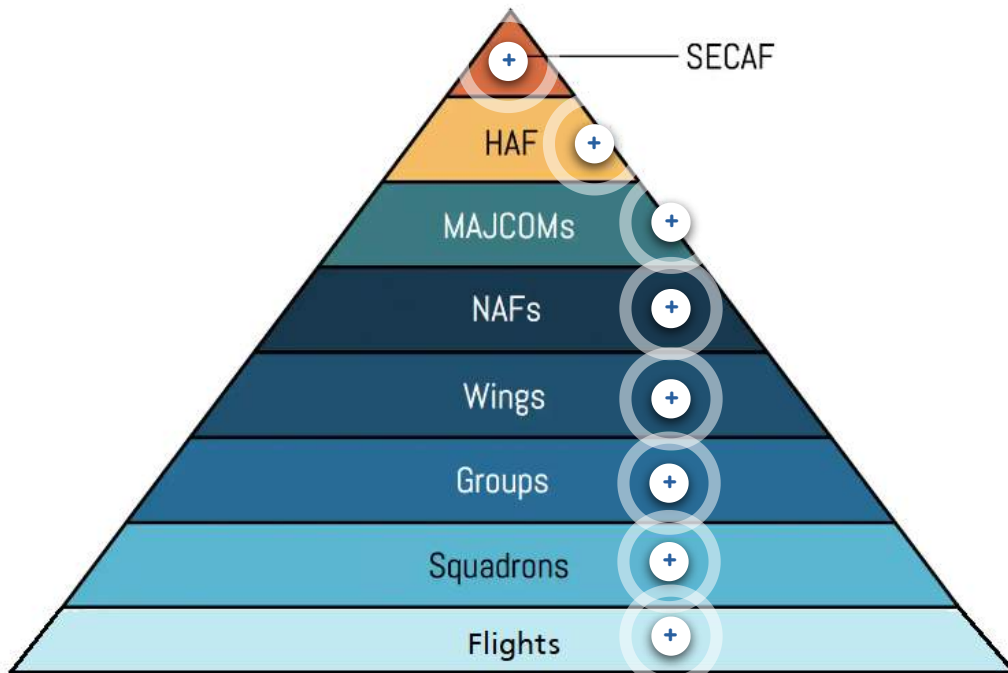 SECAF
HAF
MAJCOMs
NAFs
Wings
Groups
Squadrons
Flights